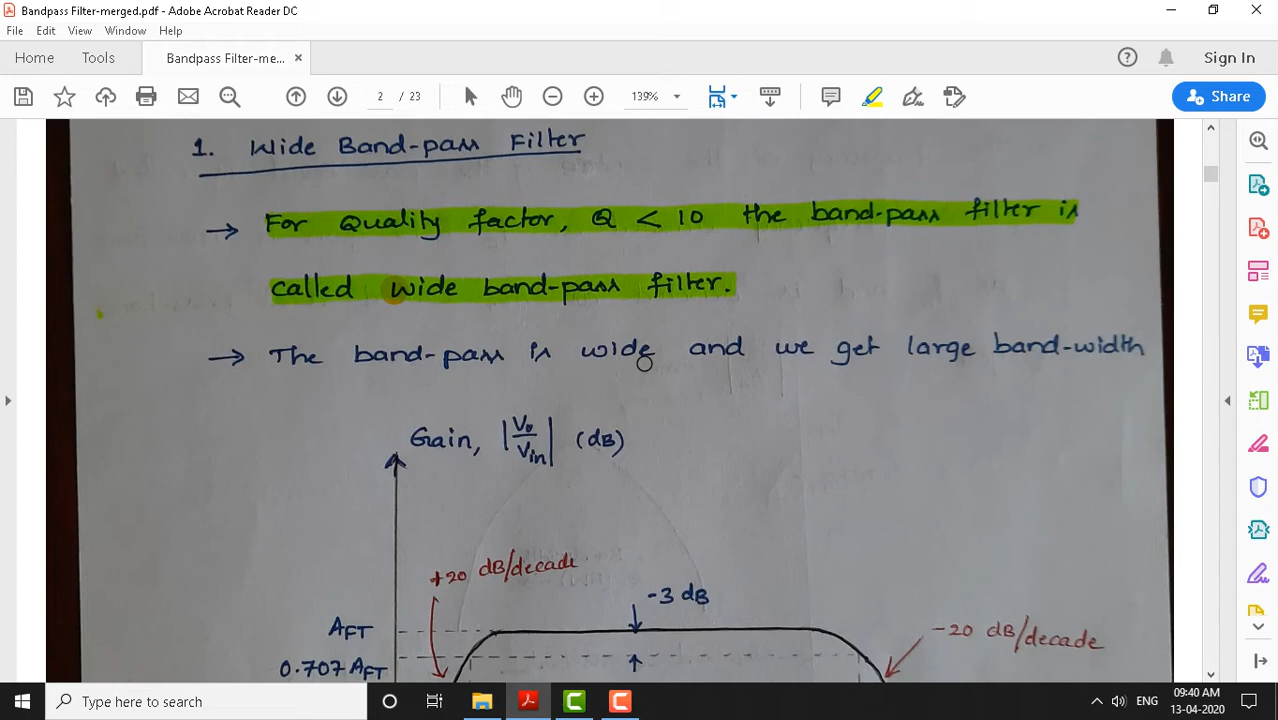 Bandpass Filter-merged.pdf - Adobe Acrobat Reader DC
File Edit View Window Help
Home Tools Bandpass Filter-me... × Sign In
2 / 23 139% Share
1. Wide Band-pass Filter
→ For Quality factor, Q < 10 the band-pass filter is
called wide band-pass filter.
→ The band-pass is wide and we get large band-width
Gain, |Vo/Vin| (dB)
+20 dB/decade
-3 dB
AFT
-20 dB/decade
0.707 AFT
Type here to search
ENG
09:40 AM
13-04-2020